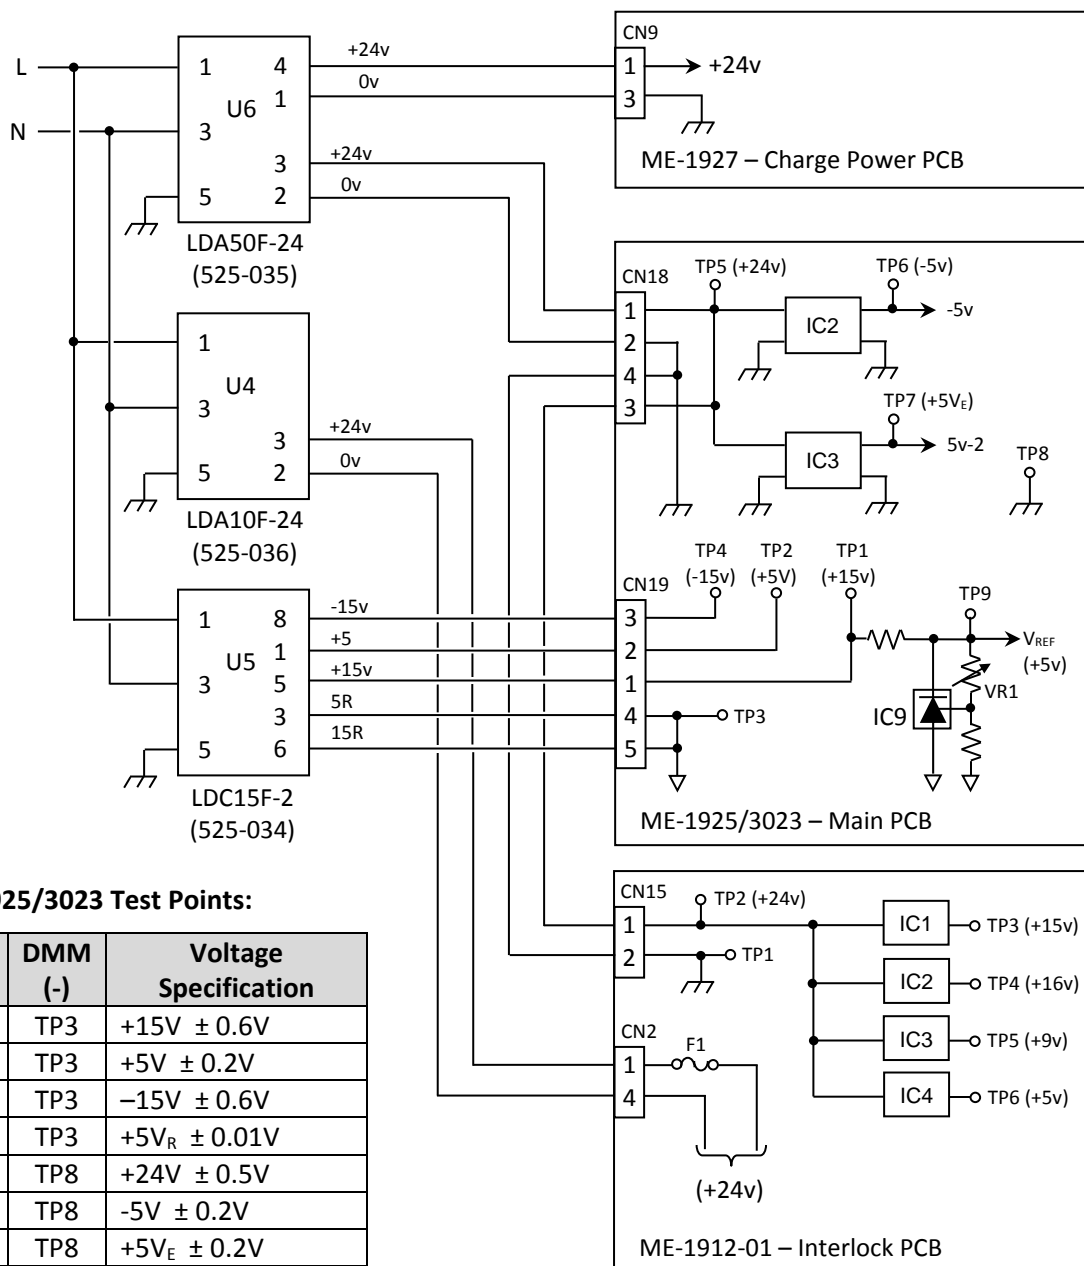 L
N
1
3
5
U6
4
1
3
2
+24v
0v
+24v
0v
LDA50F-24
(525-035)
CN9
1
3
+24v
ME-1927 – Charge Power PCB
1
3
5
U4
3
2
+24v
0v
LDA10F-24
(525-036)
1
3
5
U5
8
1
5
3
6
-15v
+5
+15v
5R
15R
LDC15F-2
(525-034)
CN18
1
2
4
3
TP5 (+24v)
TP6 (-5v)
IC2
-5v
TP7 (+5VE)
IC3
5v-2
TP8
CN19
3
2
1
4
5
TP4
(-15v)
TP2
(+5V)
TP1
(+15v)
TP9
VREF
(+5v)
VR1
IC9
TP3
ME-1925/3023 – Main PCB
CN15
1
2
TP2 (+24v)
TP1
IC1
TP3 (+15v)
IC2
TP4 (+16v)
IC3
TP5 (+9v)
IC4
TP6 (+5v)
CN2
1
4
F1
(+24v)
ME-1912-01 – Interlock PCB
925/3023 Test Points:
DMM (-) Voltage Specification
TP3 +15V ± 0.6V
TP3 +5V ± 0.2V
TP3 –15V ± 0.6V
TP3 +5VR ± 0.01V
TP8 +24V ± 0.5V
TP8 -5V ± 0.2V
TP8 +5VE ± 0.2V